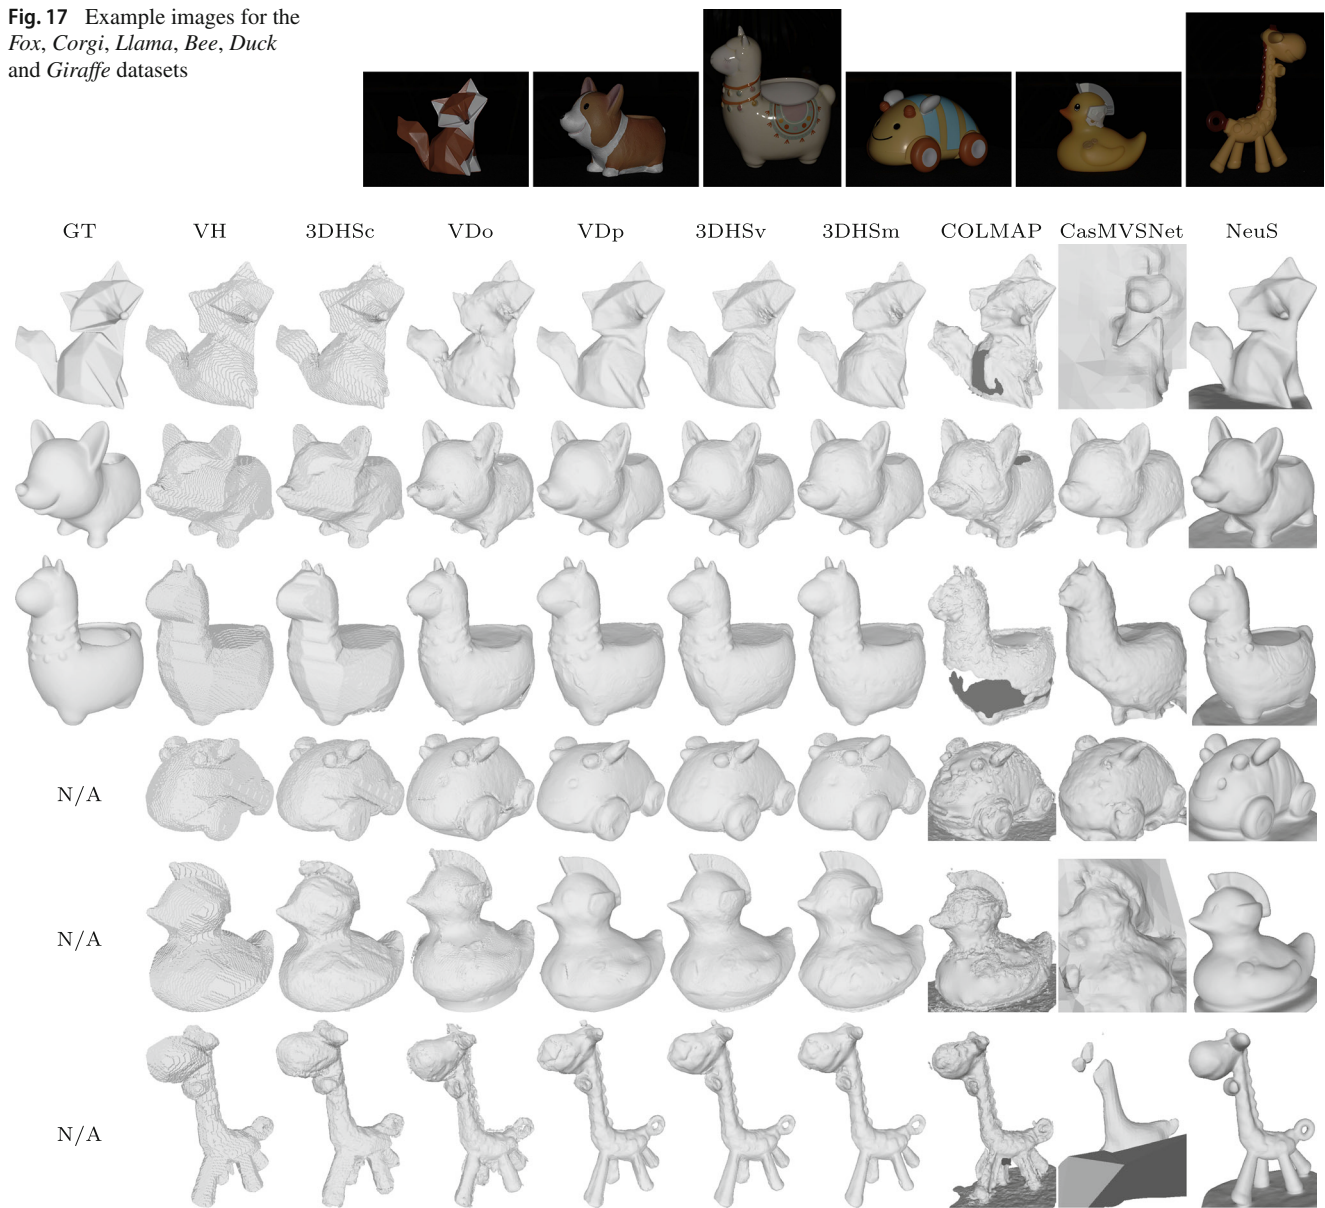 Fig. 17 Example images for the
Fox, Corgi, Llama, Bee, Duck
and Giraffe datasets
GT VH 3DHSc VDo VDp 3DHSv 3DHSm COLMAP CasMVSNet NeuS
N/A
N/A
N/A